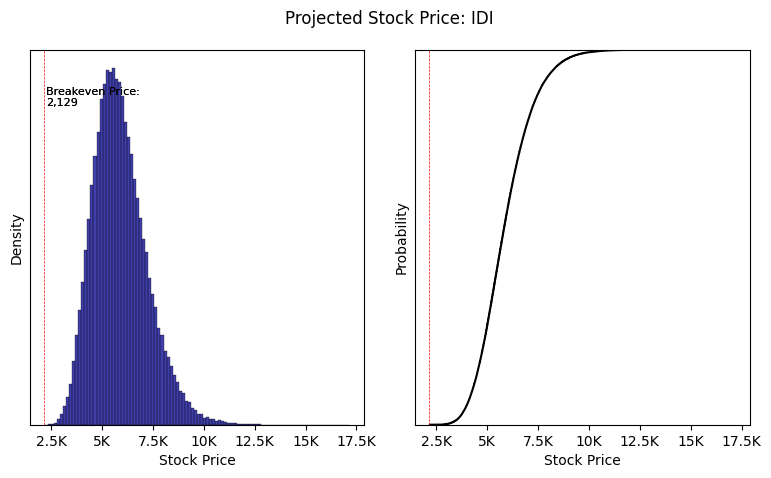 Projected Stock Price: IDI
Breakeven Price:
2,129
Density
2.5K 5K 7.5K 10K 12.5K 15K 17.5K
Stock Price
Probability
2.5K 5K 7.5K 10K 12.5K 15K 17.5K
Stock Price